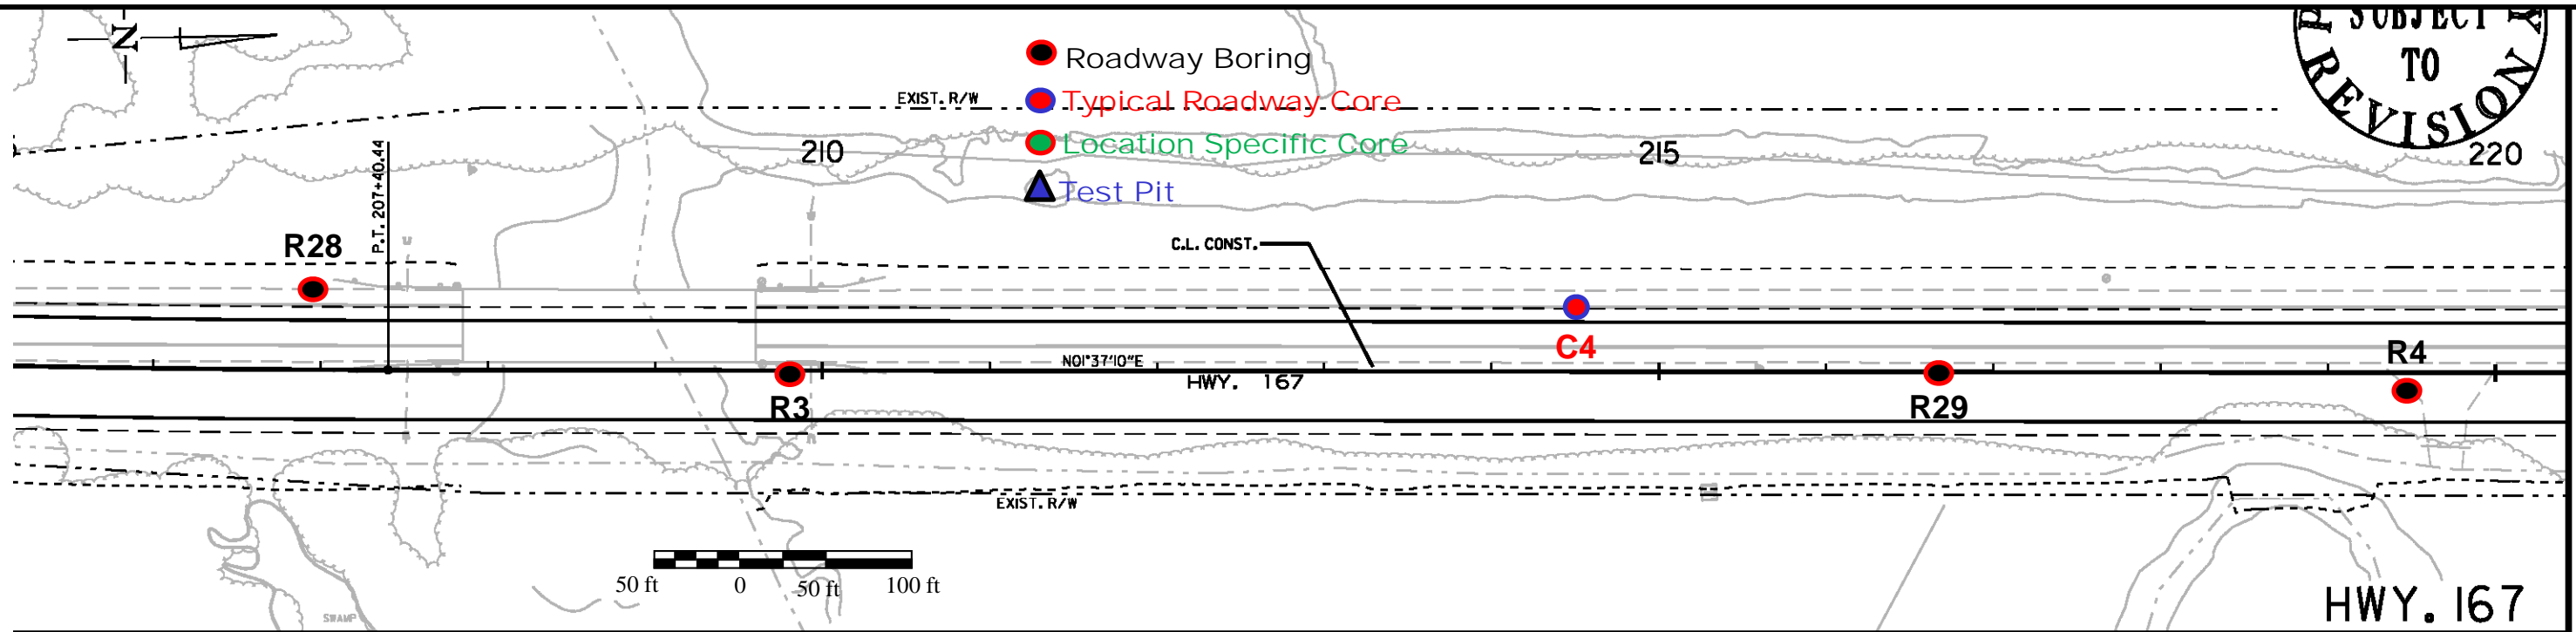 N
Roadway Boring
Typical Roadway Core
Location Specific Core
Test Pit
SUBJECT
TO
REVISION
EXIST. R/W
210
215
220
P.T. 207+40.44
R28
C.L. CONST.
C4
R4
N01°37'10"E
HWY. 167
R3
R29
EXIST. R/W
50 ft 0 50 ft 100 ft
SWAMP
HWY. 167